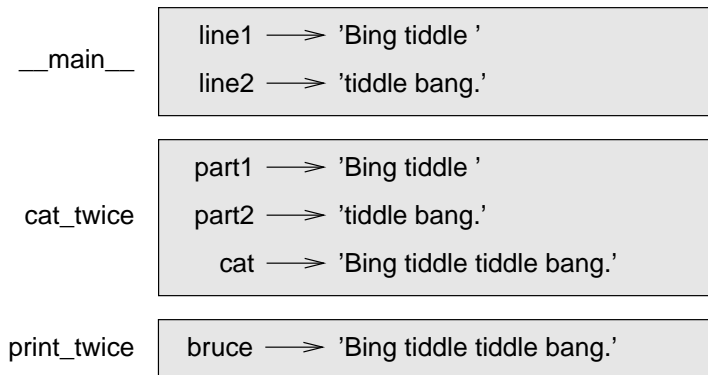 __main__
line1 ’Bing tiddle ’
line2 ’tiddle bang.’
cat_twice
part1 ’Bing tiddle ’
part2 ’tiddle bang.’
cat ’Bing tiddle tiddle bang.’
print_twice
bruce ’Bing tiddle tiddle bang.’